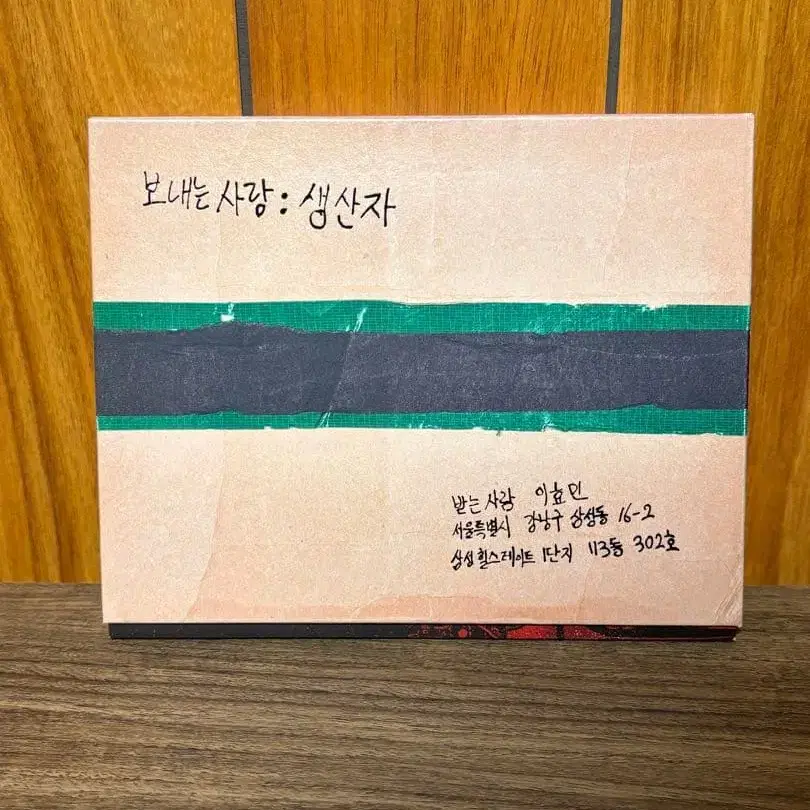 보내는 사람: 생산자
받는 사람 이효민
서울특별시 강남구 삼성동 16-2
삼성 힐스테이트 1단지 113동 302호